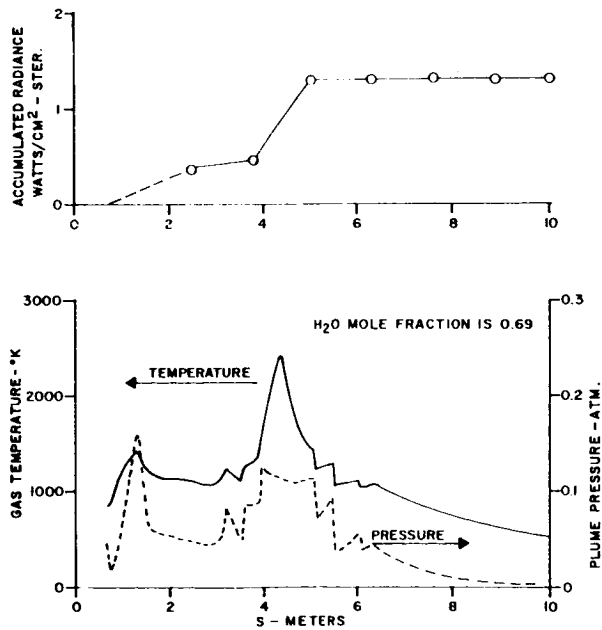 ACCUMULATED RADIANCE
WATTS/CM² - STER.
2
1
0
0 2 4 6 8 10
GAS TEMPERATURE - °K
3000
2000
1000
0
H₂O MOLE FRACTION IS 0.69
TEMPERATURE
PRESSURE
0.3
0.2
0.1
0
PLUME PRESSURE - ATM.
0 2 4 6 8 10
S - METERS